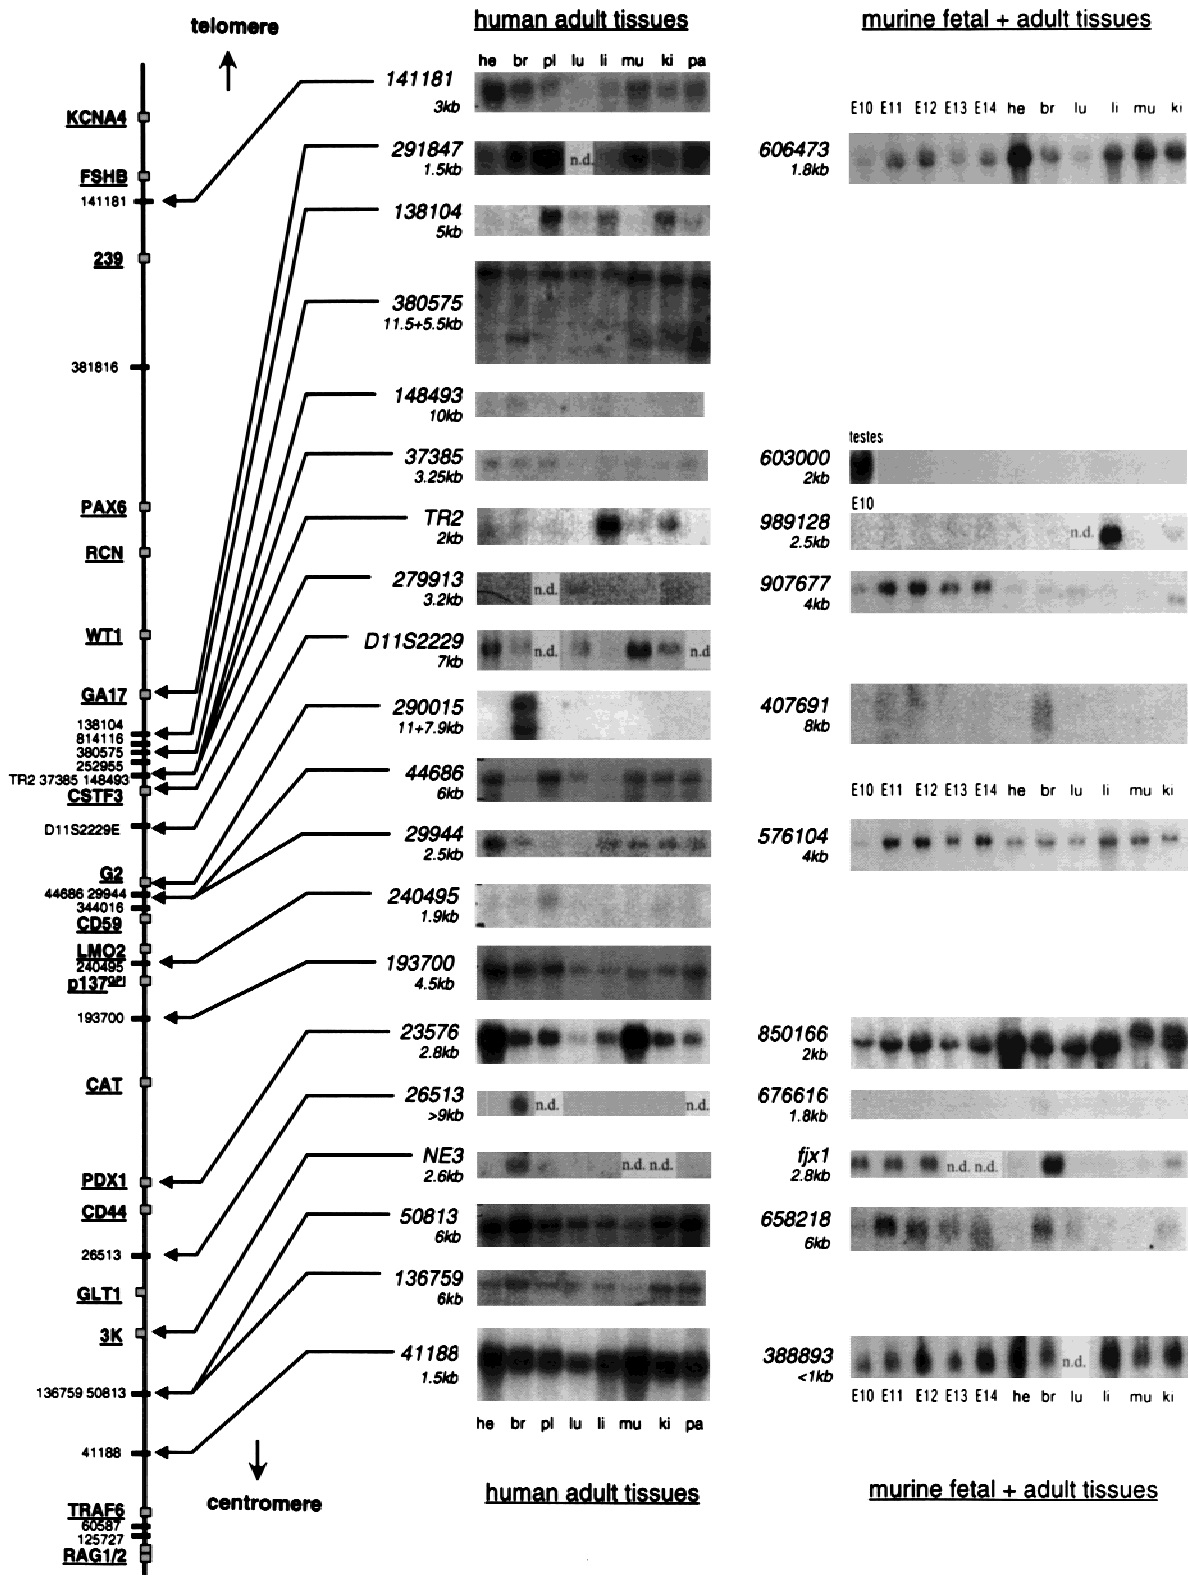 telomere
KCNA4
FSHB
141181
239
381816
PAX6
RCN
WT1
GA17
138104
814116
380575
252955
TR2 37385 148493
CSTF3
D11S2229E
G2
44686 29944
344016
CD59
LMO2
240495
p137
193700
CAT
PDX1
CD44
26513
GLT1
3K
136759 50813
41188
TRAF6
60587
125727
RAG1/2
centromere
human adult tissues
he br pl lu li mu ki pa
141181
3kb
291847
1.5kb
n.d.
138104
5kb
380575
11.5+5.5kb
148493
10kb
37385
3.25kb
TR2
2kb
279913
3.2kb
n.d.
D11S2229
7kb
n.d.
n.d
290015
11+7.9kb
44686
6kb
29944
2.5kb
240495
1.9kb
193700
4.5kb
23576
2.8kb
26513
>9kb
n.d.
n.d.
NE3
2.6kb
n.d. n.d.
50813
6kb
136759
6kb
41188
1.5kb
he br pl lu li mu ki pa
human adult tissues
murine fetal + adult tissues
E10 E11 E12 E13 E14 he br lu li mu ki
606473
1.8kb
testes
603000
2kb
E10
989128
2.5kb
n.d.
907677
4kb
407691
8kb
E10 E11 E12 E13 E14 he br lu li mu ki
576104
4kb
850166
2kb
676616
1.8kb
fjx1
2.8kb
n.d. n.d.
658218
6kb
388893
<1kb
n.d.
E10 E11 E12 E13 E14 he br lu li mu ki
murine fetal + adult tissues